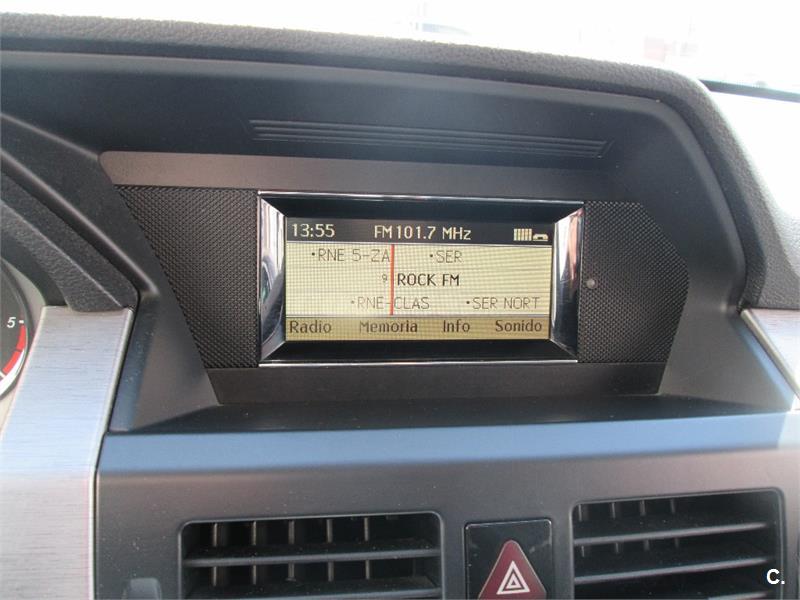 13:55 FM 101.7 MHz
•RNE 5-ZA •SER
9 ROCK FM
•RNE-CLAS •SER NORT
Radio Memoria Info Sonido
5
C.